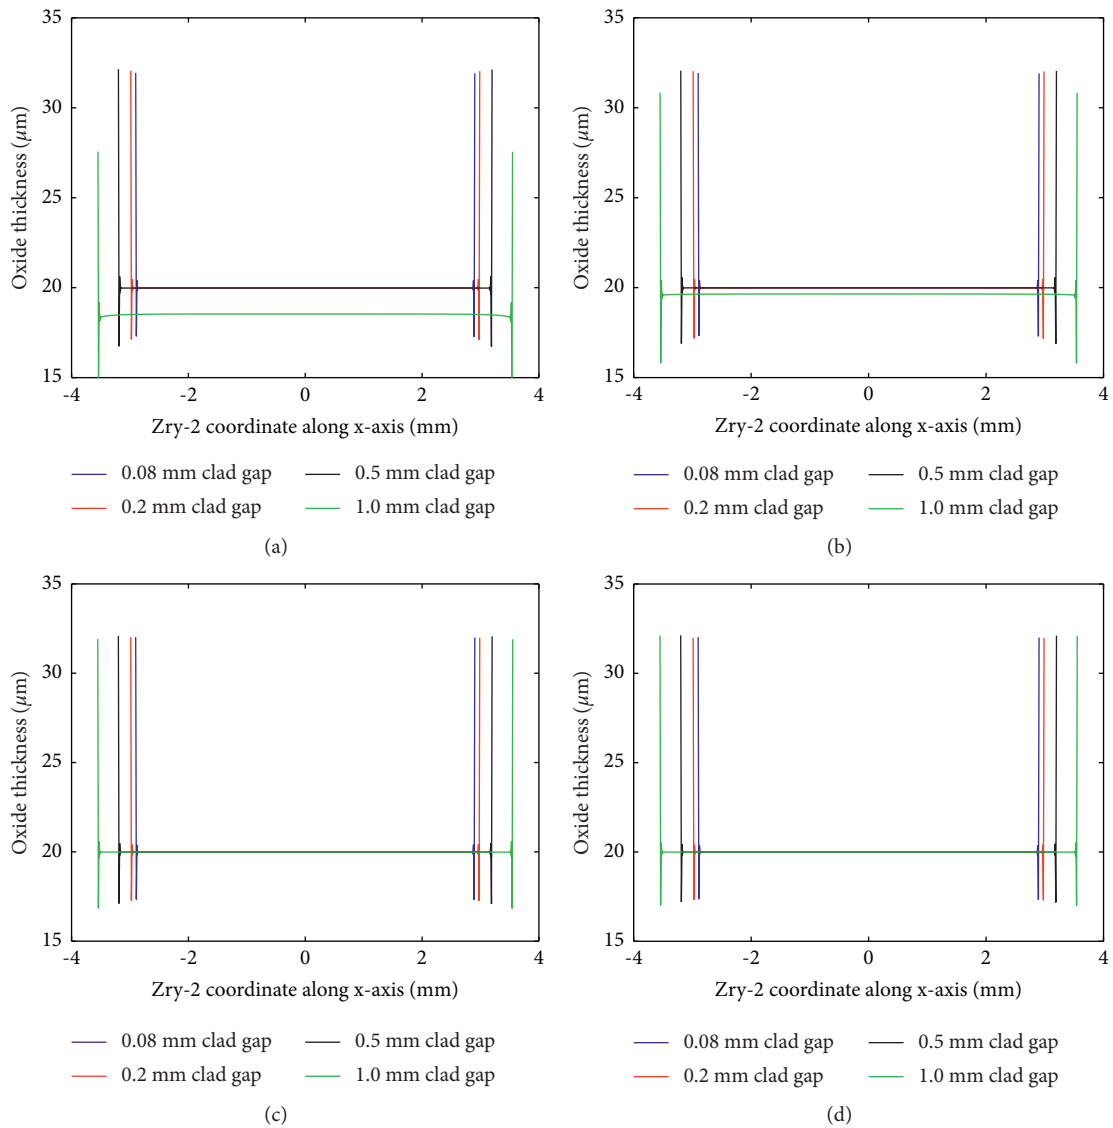 35
30
25
20
15
Oxide thickness (μm)
-4 -2 0 2 4
Zry-2 coordinate along x-axis (mm)
0.08 mm clad gap 0.5 mm clad gap
0.2 mm clad gap 1.0 mm clad gap
(a)
35
30
25
20
15
Oxide thickness (μm)
-4 -2 0 2 4
Zry-2 coordinate along x-axis (mm)
0.08 mm clad gap 0.5 mm clad gap
0.2 mm clad gap 1.0 mm clad gap
(b)
35
30
25
20
15
Oxide thickness (μm)
-4 -2 0 2 4
Zry-2 coordinate along x-axis (mm)
0.08 mm clad gap 0.5 mm clad gap
0.2 mm clad gap 1.0 mm clad gap
(c)
35
30
25
20
15
Oxide thickness (μm)
-4 -2 0 2 4
Zry-2 coordinate along x-axis (mm)
0.08 mm clad gap 0.5 mm clad gap
0.2 mm clad gap 1.0 mm clad gap
(d)